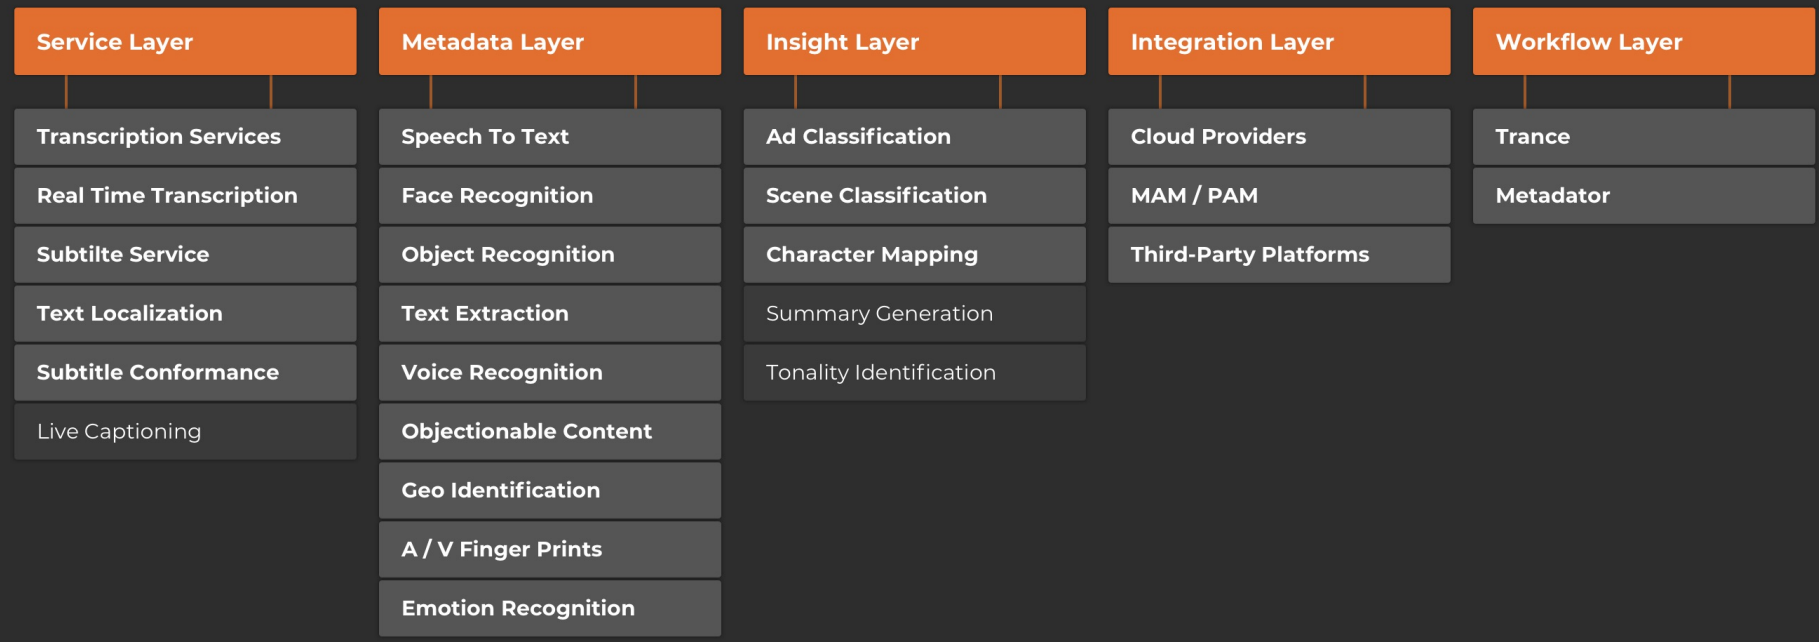 Service Layer
Transcription Services
Real Time Transcription
Subtilte Service
Text Localization
Subtitle Conformance
Live Captioning
Metadata Layer
Speech To Text
Face Recognition
Object Recognition
Text Extraction
Voice Recognition
Objectionable Content
Geo Identification
A / V Finger Prints
Emotion Recognition
Insight Layer
Ad Classification
Scene Classification
Character Mapping
Summary Generation
Tonality Identification
Integration Layer
Cloud Providers
MAM / PAM
Third-Party Platforms
Workflow Layer
Trance
Metadator